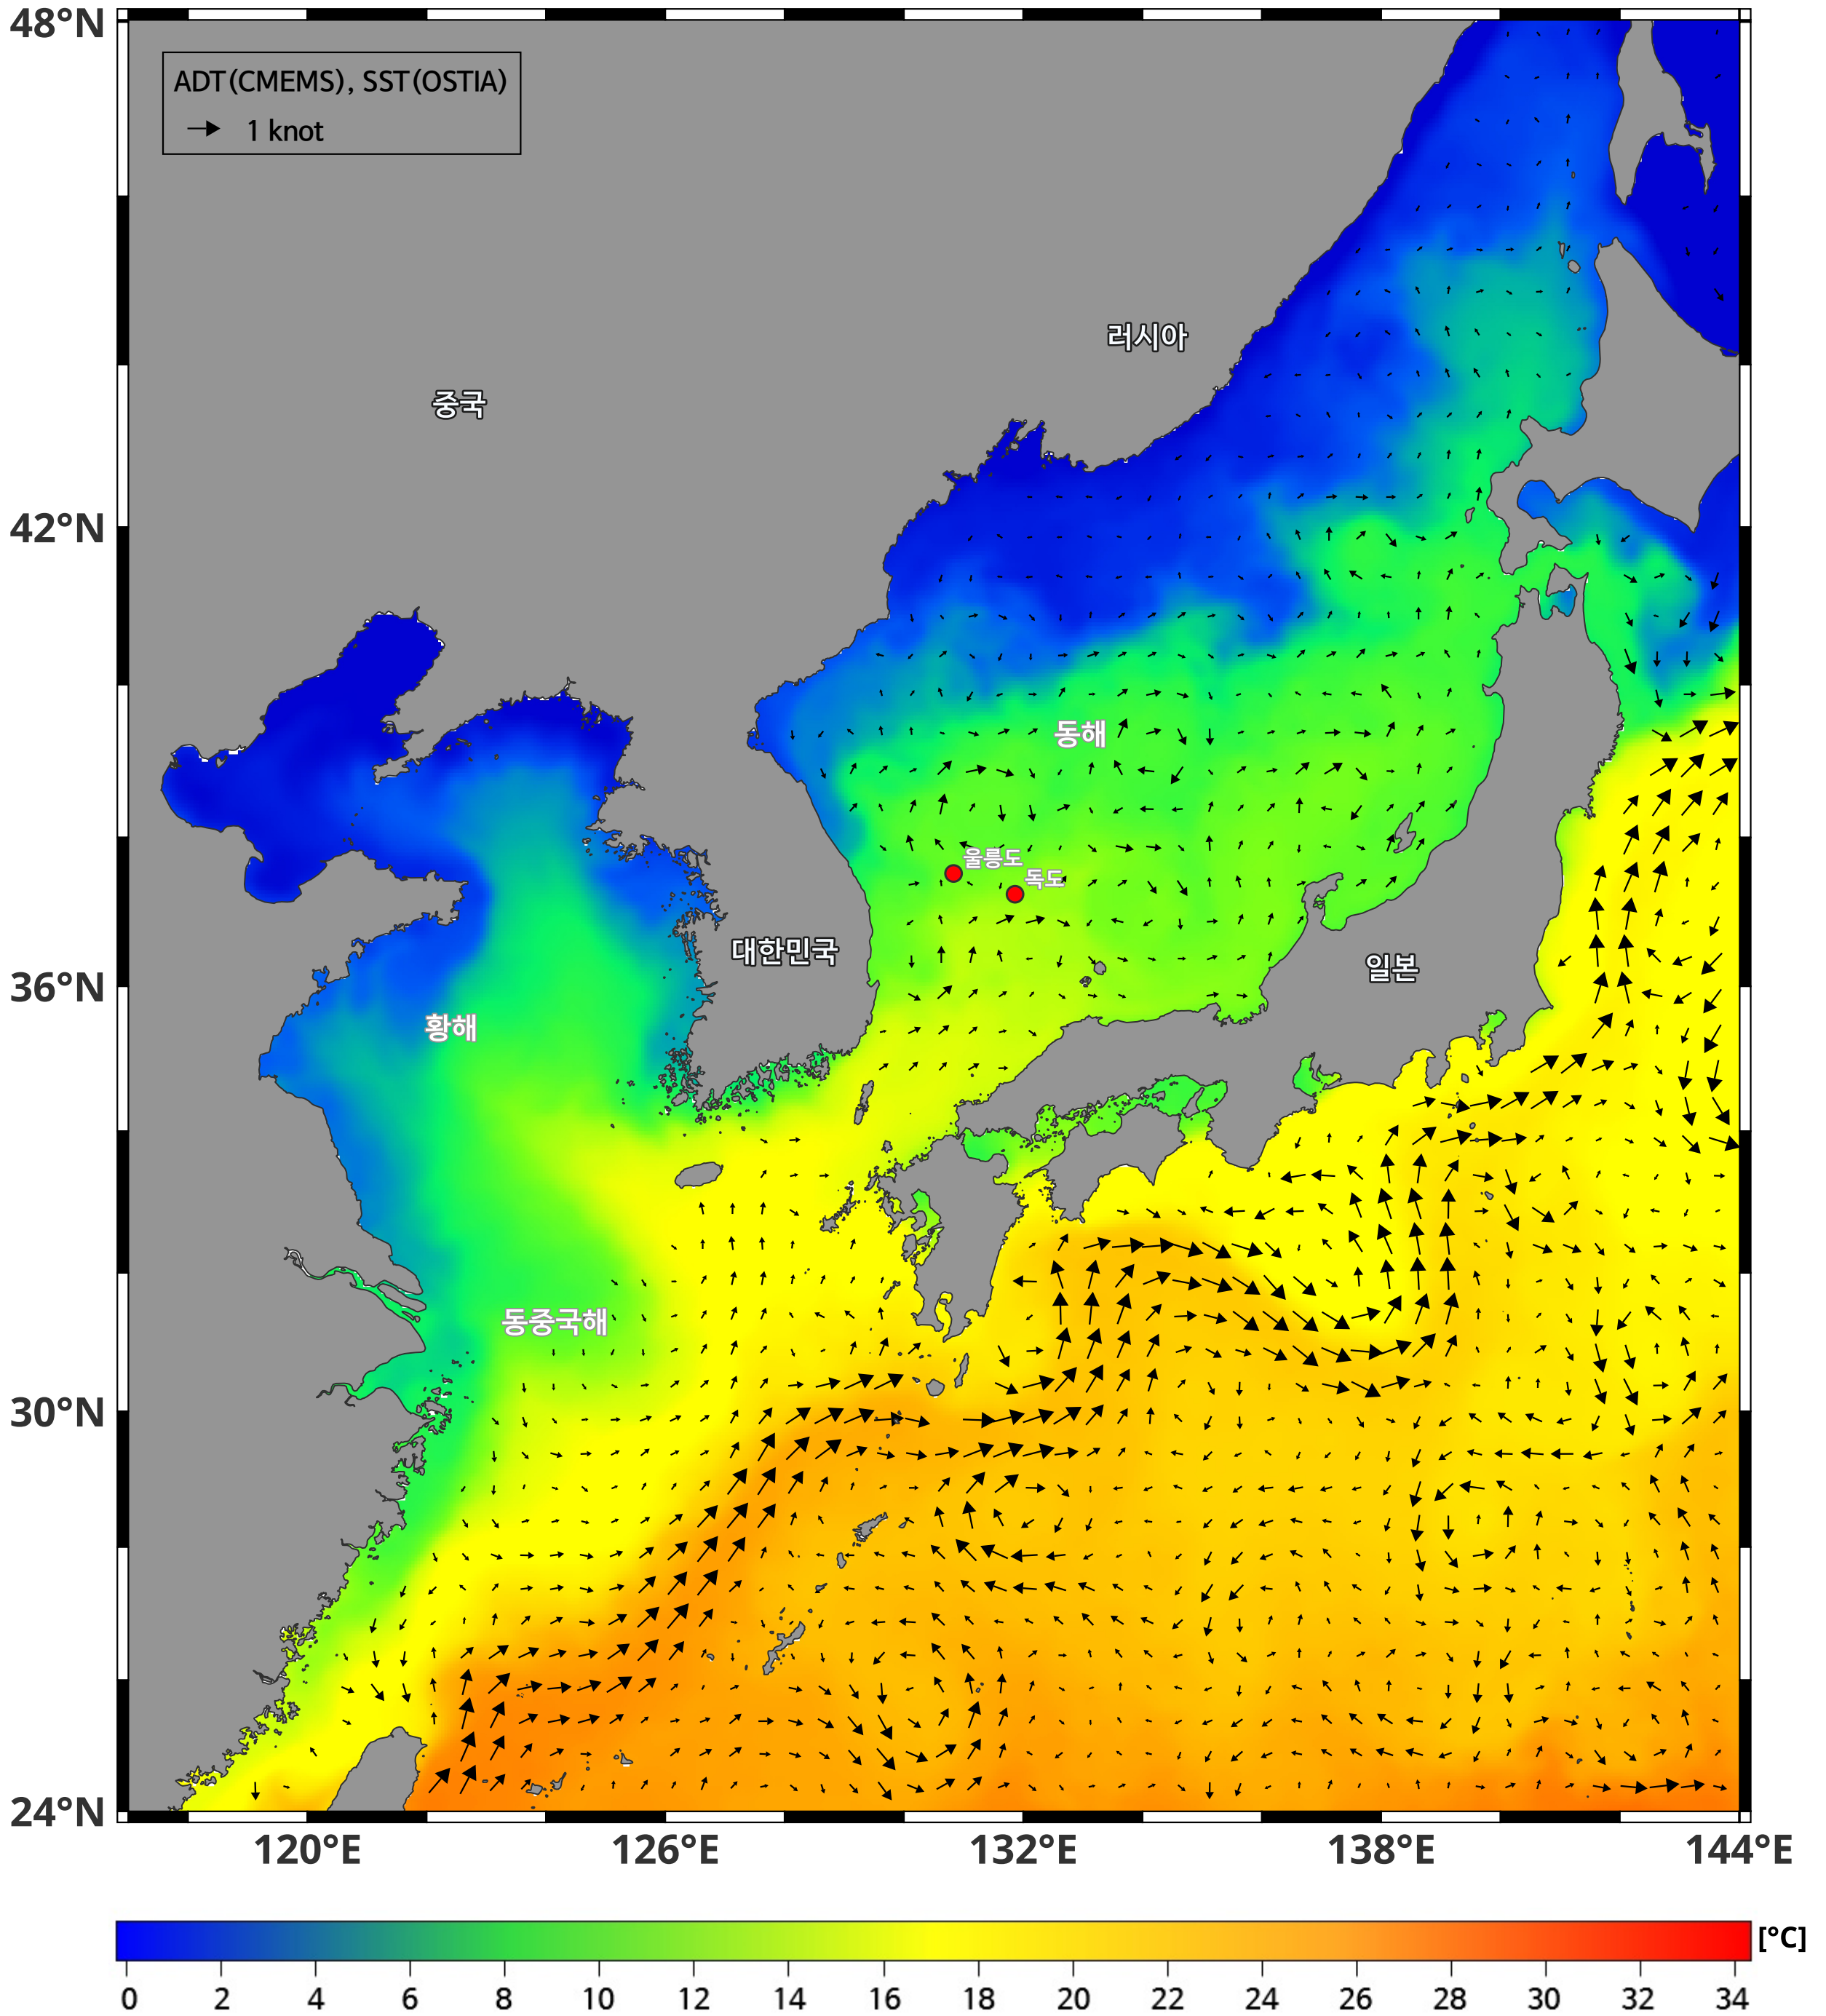 48°N
ADT(CMEMS), SST(OSTIA)
1 knot
러시아
중국
42°N
동해
울릉도
독도
대한민국
일본
36°N
황해
동중국해
30°N
24°N
120°E 126°E 132°E 138°E 144°E
[°C]
0 2 4 6 8 10 12 14 16 18 20 22 24 26 28 30 32 34